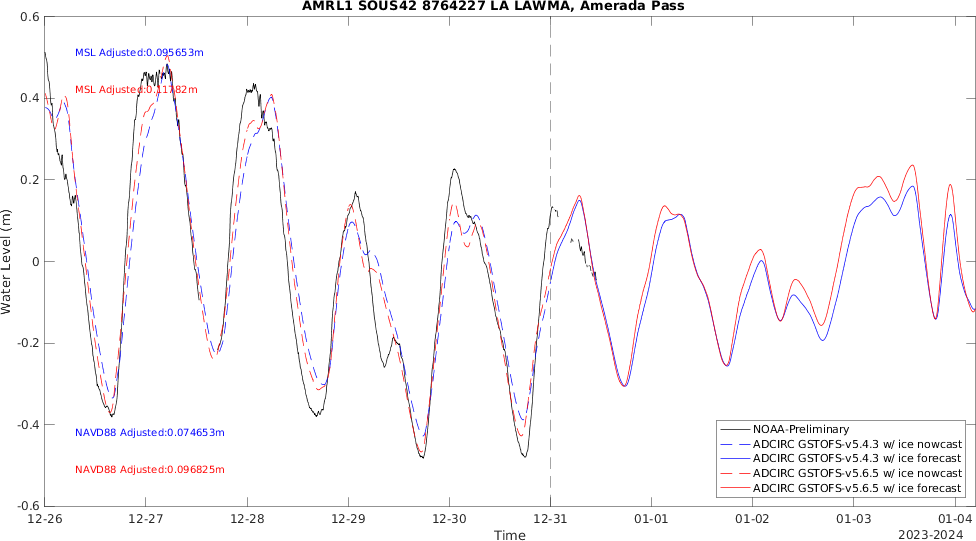 AMRL1 SOUS42 8764227 LA LAWMA, Amerada Pass
0.6
0.4
0.2
0
-0.2
-0.4
-0.6
Water Level (m)
MSL Adjusted:0.095653m
MSL Adjusted:0.11782m
NAVD88 Adjusted:0.074653m
NAVD88 Adjusted:0.096825m
NOAA-Preliminary
ADCIRC GSTOFS-v5.4.3 w/ ice nowcast
ADCIRC GSTOFS-v5.4.3 w/ ice forecast
ADCIRC GSTOFS-v5.6.5 w/ ice nowcast
ADCIRC GSTOFS-v5.6.5 w/ ice forecast
12-26 12-27 12-28 12-29 12-30 12-31 01-01 01-02 01-03 01-04
Time
2023-2024